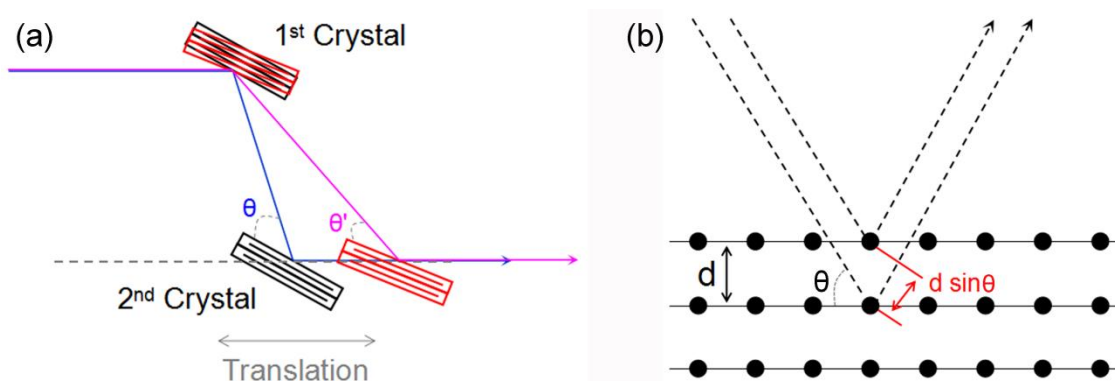 (a)
1st Crystal
θ
θ'
2nd Crystal
Translation
(b)
d
θ
d sinθ